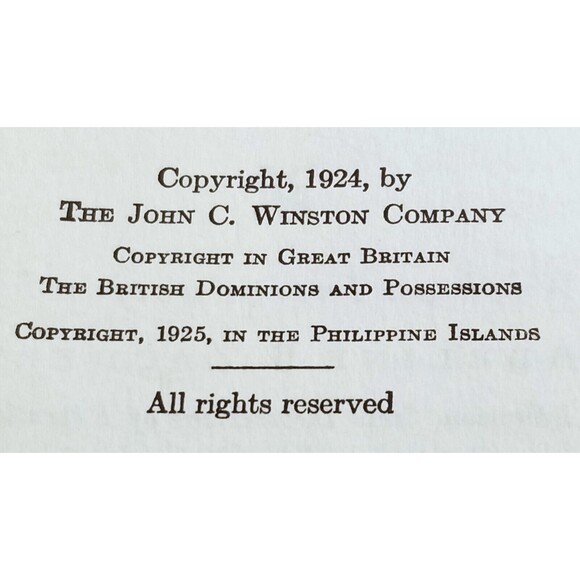 Copyright, 1924, by
THE JOHN C. WINSTON COMPANY
COPYRIGHT IN GREAT BRITAIN
THE BRITISH DOMINIONS AND POSSESSIONS
COPYRIGHT, 1925, IN THE PHILIPPINE ISLANDS
All rights reserved